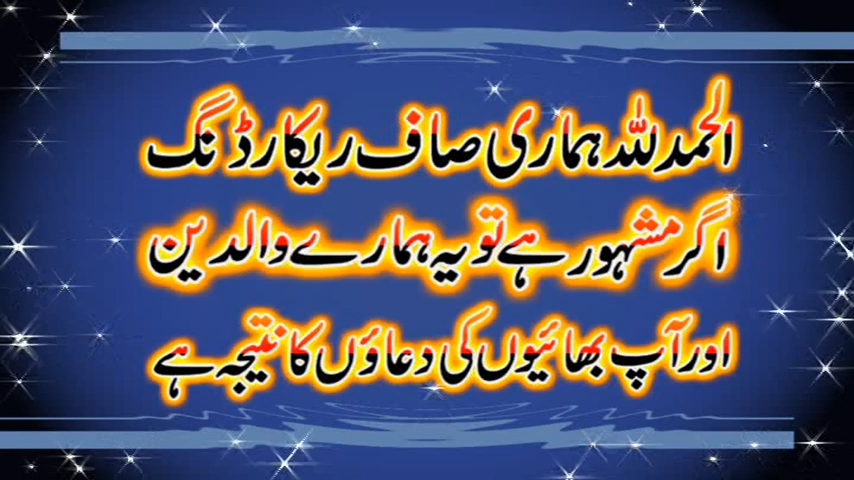 الحمدللہ ہماری صاف ریکارڈنگ
اگر مشہور ہے تو یہ ہمارے والدین
اور آپ بھائیوں کی دعاؤں کا نتیجہ ہے